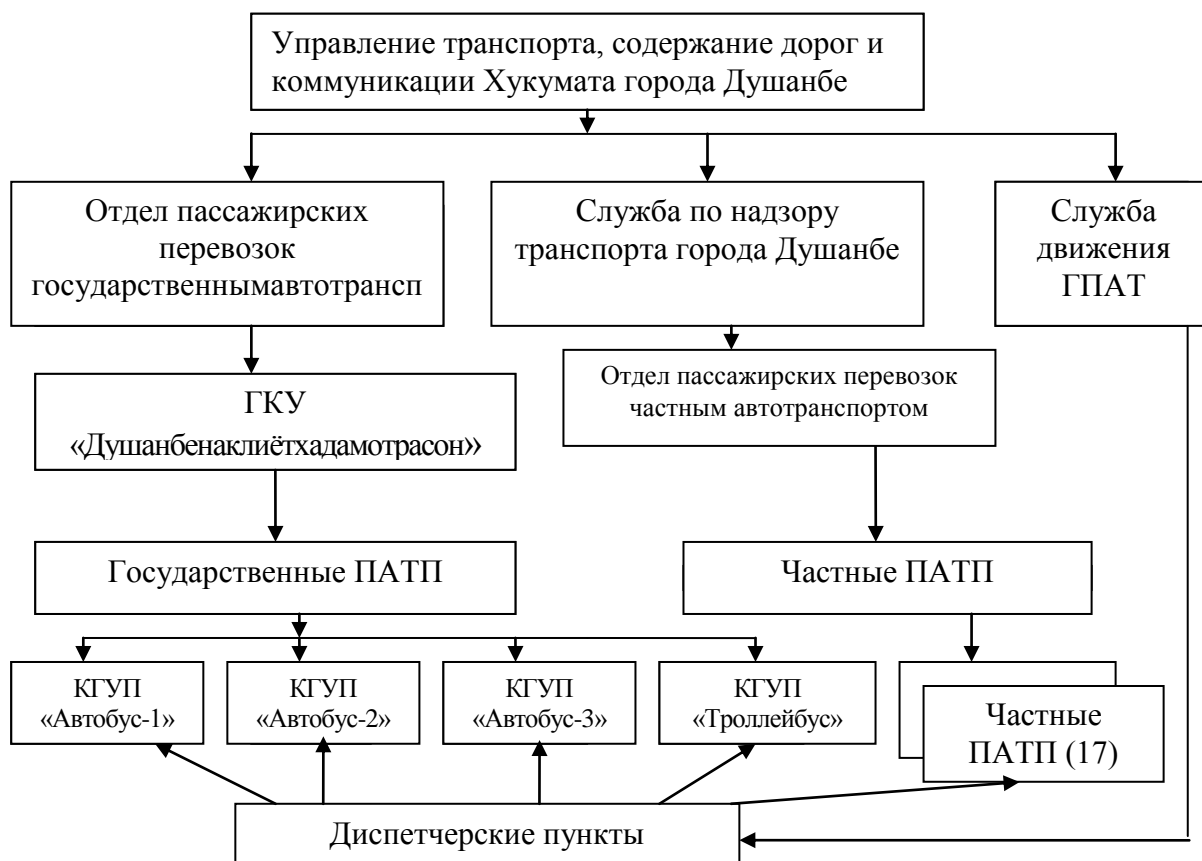 Управление транспорта, содержание дорог и
коммуникации Хукумата города Душанбе
Отдел пассажирских
перевозок
государственнымавтотрансп
Служба по надзору
транспорта города Душанбе
Служба
движения
ГПАТ
ГКУ
«Душанбенаклиётхадамотрасон»
Отдел пассажирских перевозок
частным автотранспортом
Государственные ПАТП
Частные ПАТП
КГУП
«Автобус-1»
КГУП
«Автобус-2»
КГУП
«Автобус-3»
КГУП
«Троллейбус»
Частные
ПАТП (17)
Диспетчерские пункты